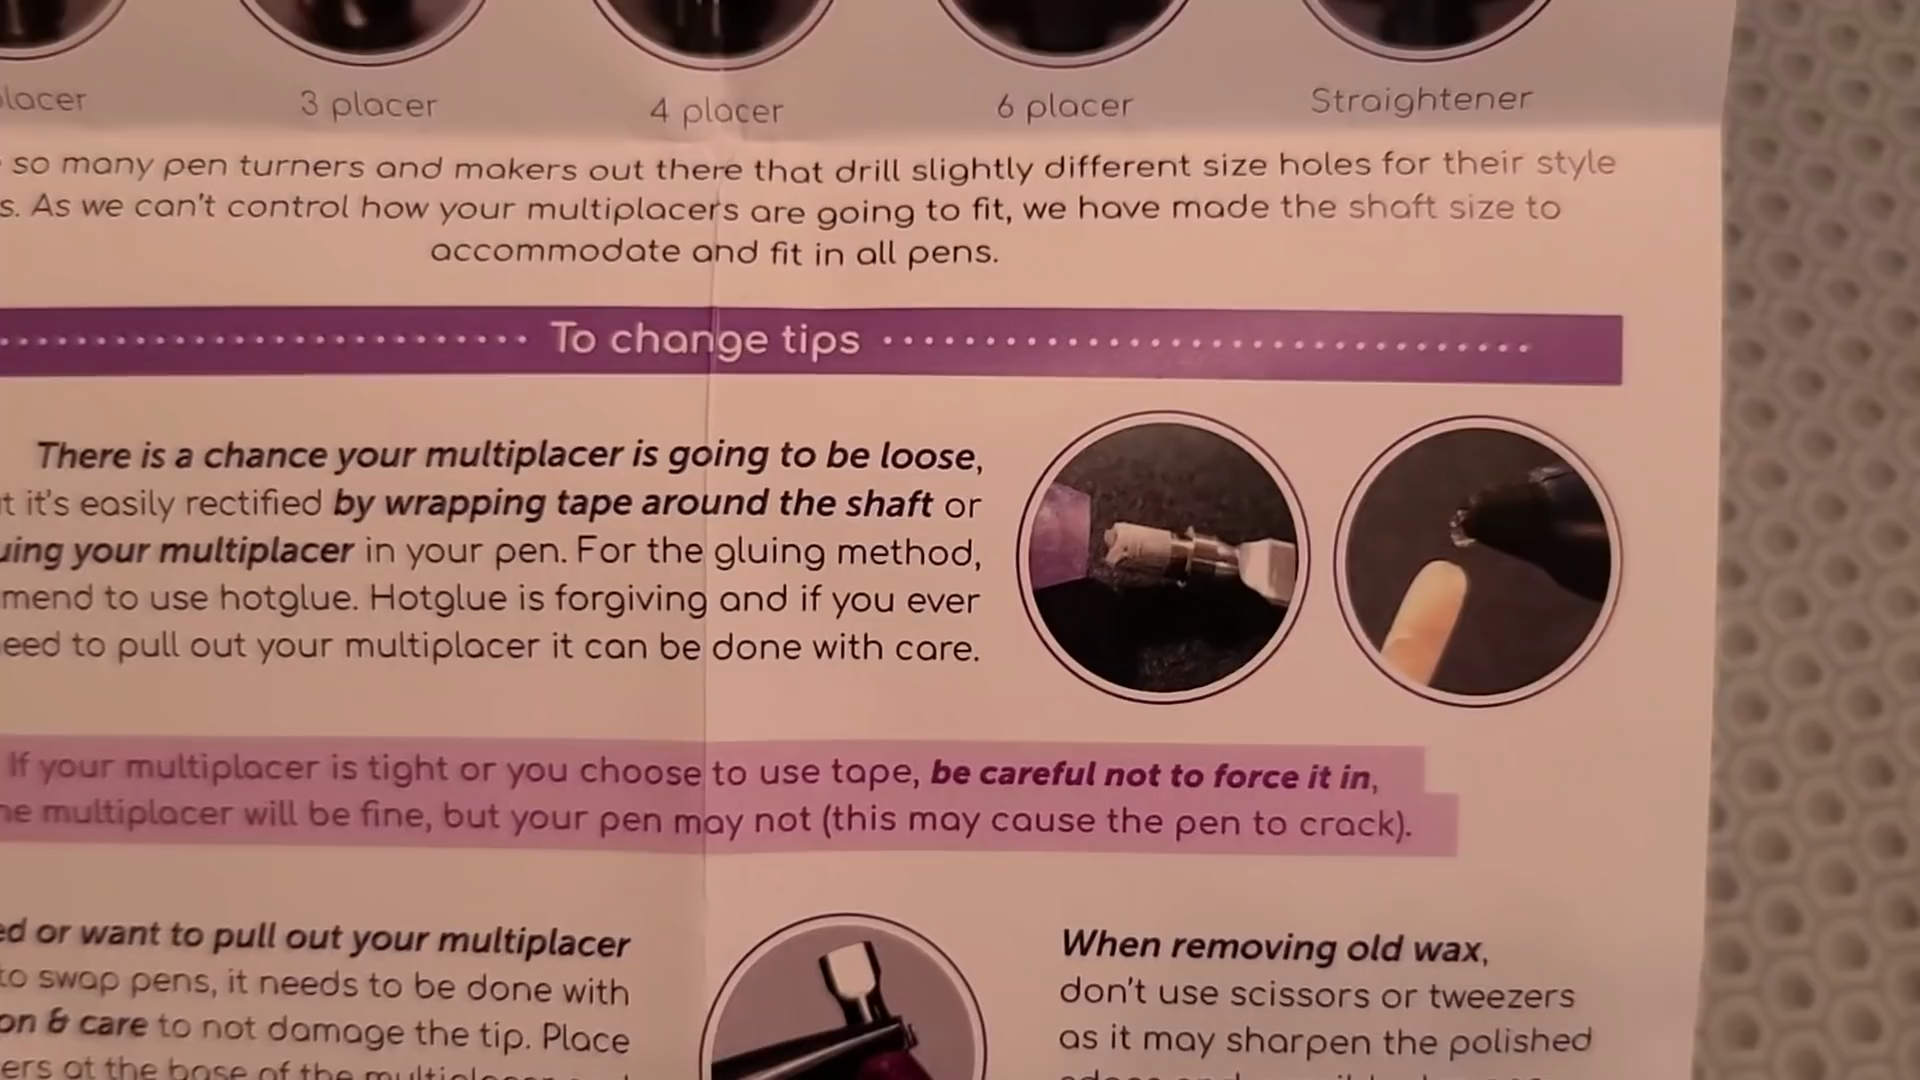 3 placer
4 placer
6 placer
Straightener
so many pen turners and makers out there that drill slightly different size holes for their style
As we can't control how your multiplacers are going to fit, we have made the shaft size to
accommodate and fit in all pens.
To change tips
There is a chance your multiplacer is going to be loose,
it's easily rectified by wrapping tape around the shaft or
your multiplacer in your pen. For the gluing method,
to use hotglue. Hotglue is forgiving and if you ever
to pull out your multiplacer it can be done with care.
If your multiplacer is tight or you choose to use tape, be careful not to force it in,
multiplacer will be fine, but your pen may not (this may cause the pen to crack).
or want to pull out your multiplacer
to swap pens, it needs to be done with
& care to not damage the tip. Place
at the base of the
When removing old wax,
don't use scissors or tweezers
as it may sharpen the polished